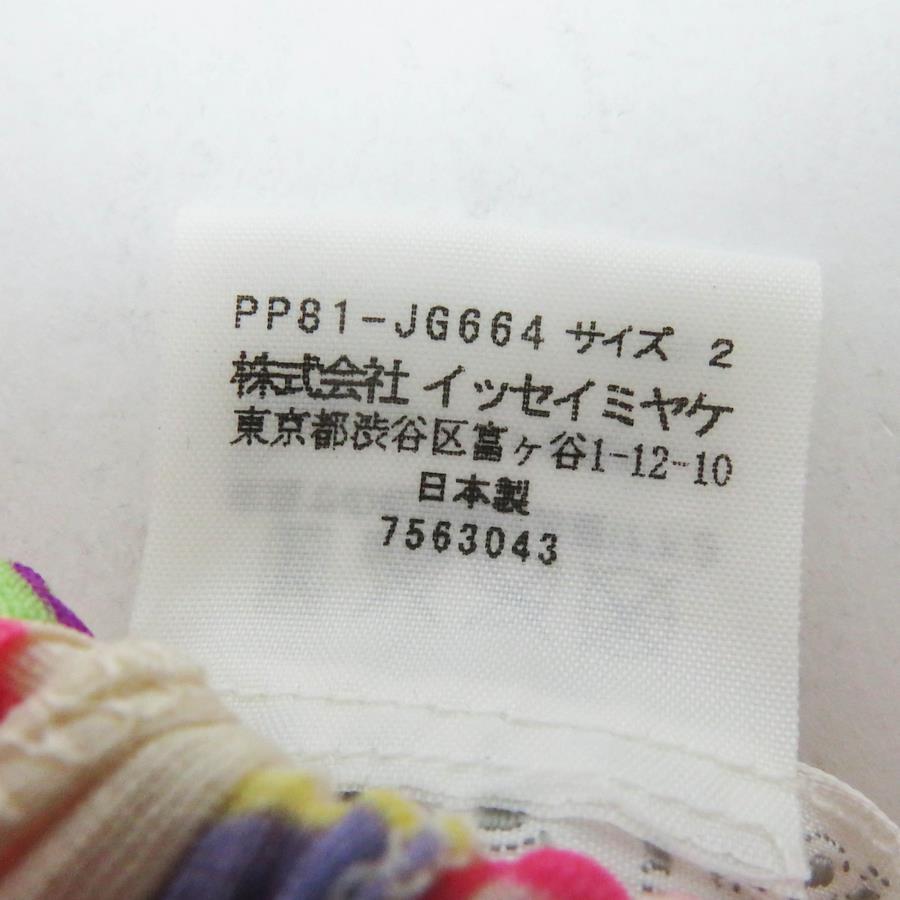 PP81-JG664 サイズ 2
株式会社 イッセイミヤケ
東京都渋谷区富ヶ谷1-12-10
日本製
7563043